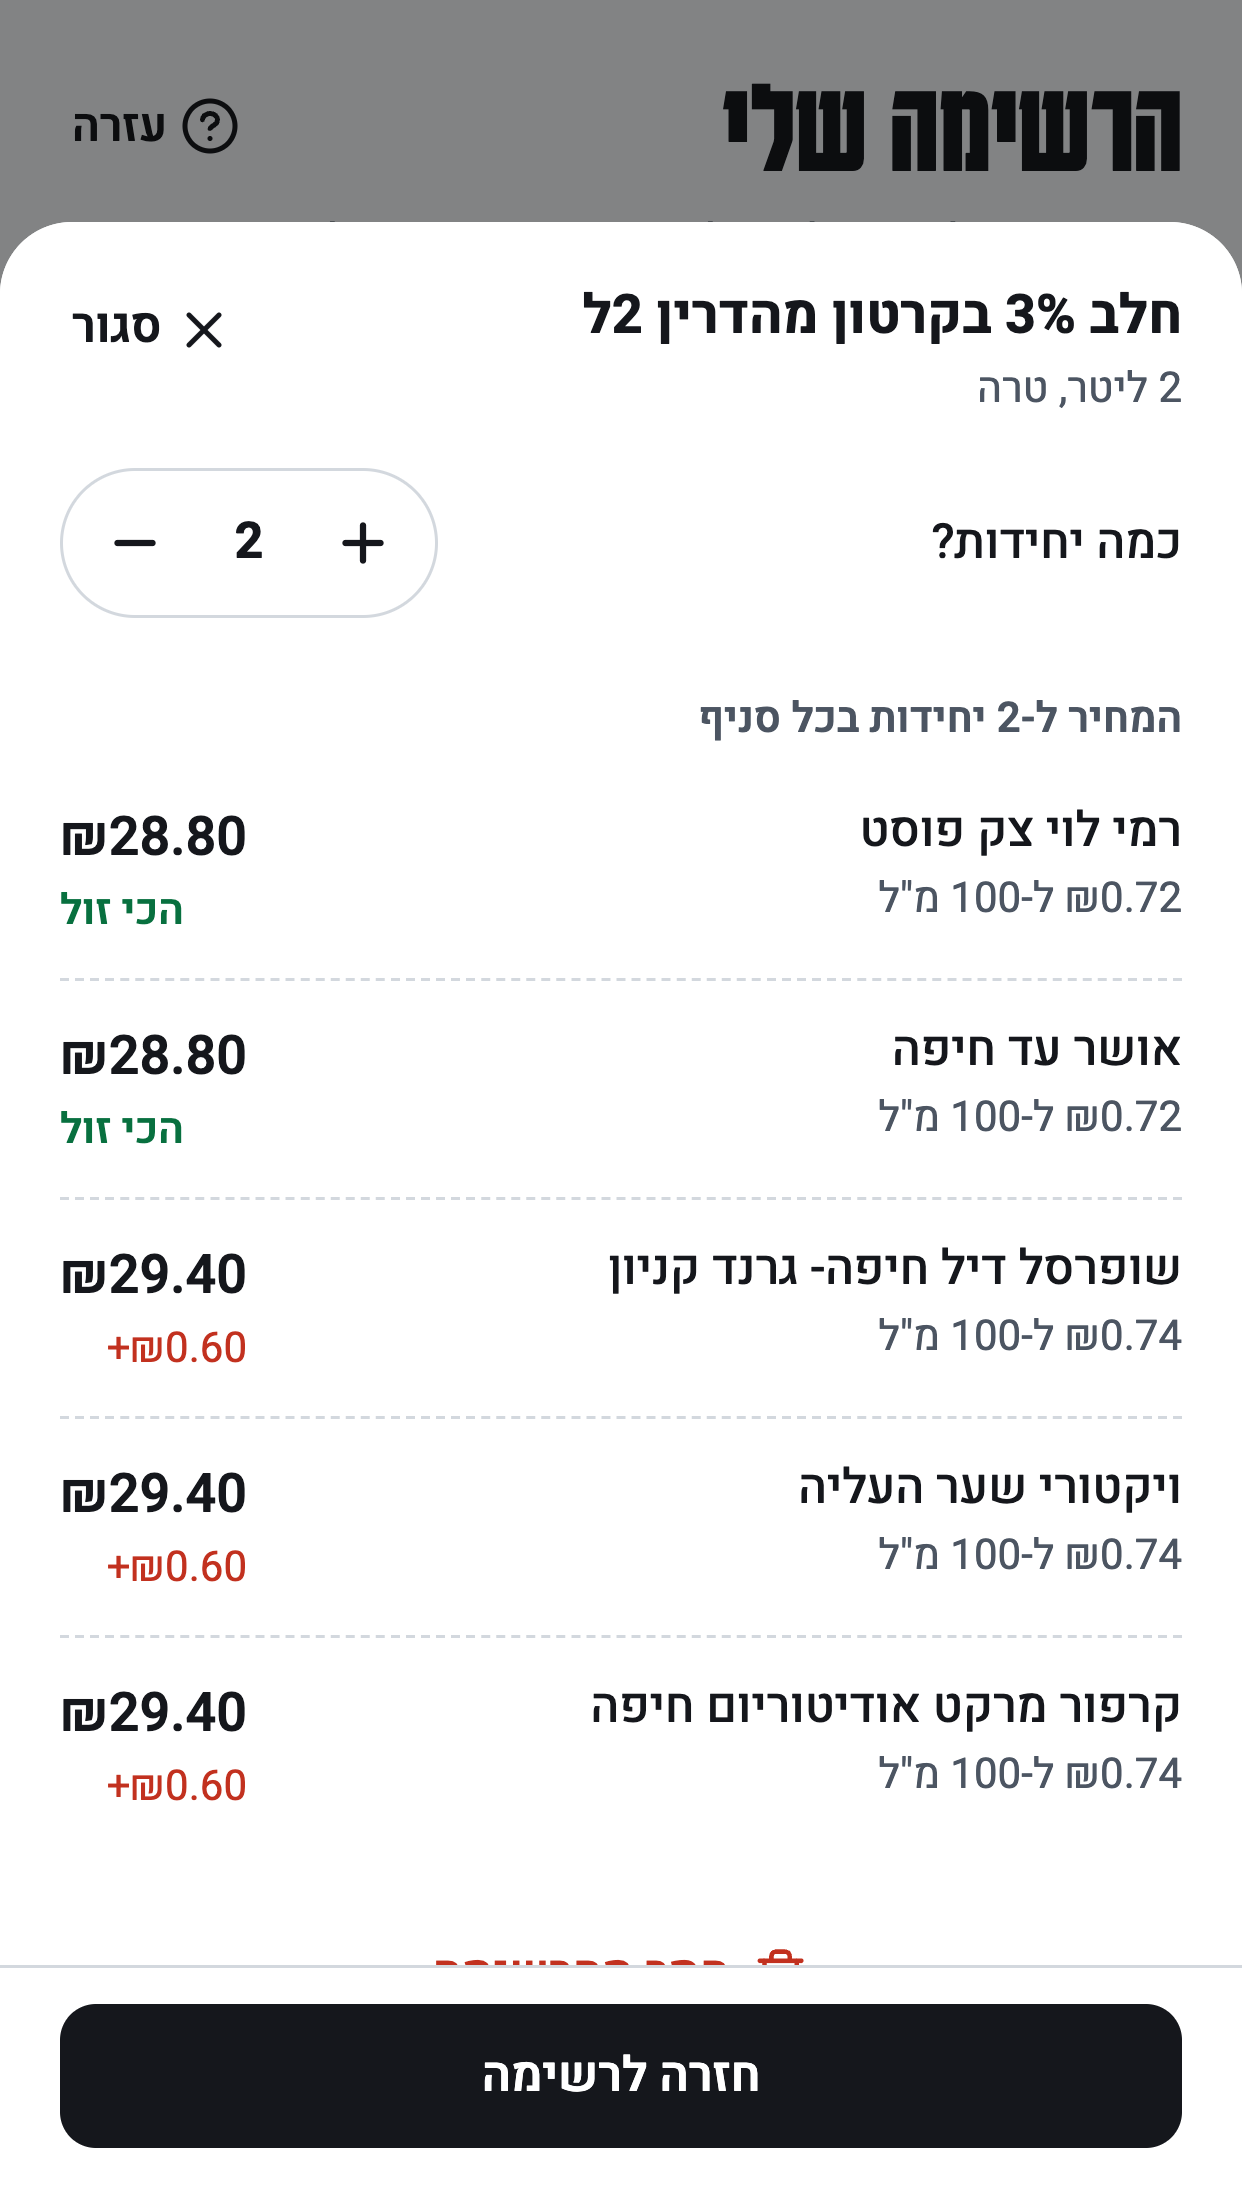 הרשימה שלי
עזרה
חלב 3% בקרטון מהדרין 2ל
סגור
2 ליטר, טרה
כמה יחידות?
2
המחיר ל-2 יחידות בכל סניף
רמי לוי צק פוסט
₪28.80
₪0.72 ל-100 מ"ל
הכי זול
אושר עד חיפה
₪28.80
₪0.72 ל-100 מ"ל
הכי זול
שופרסל דיל חיפה- גרנד קניון
₪29.40
₪0.74 ל-100 מ"ל
+₪0.60
ויקטורי שער העליה
₪29.40
₪0.74 ל-100 מ"ל
+₪0.60
קרפור מרקט אודיטוריום חיפה
₪29.40
₪0.74 ל-100 מ"ל
+₪0.60
חזרה לרשימה